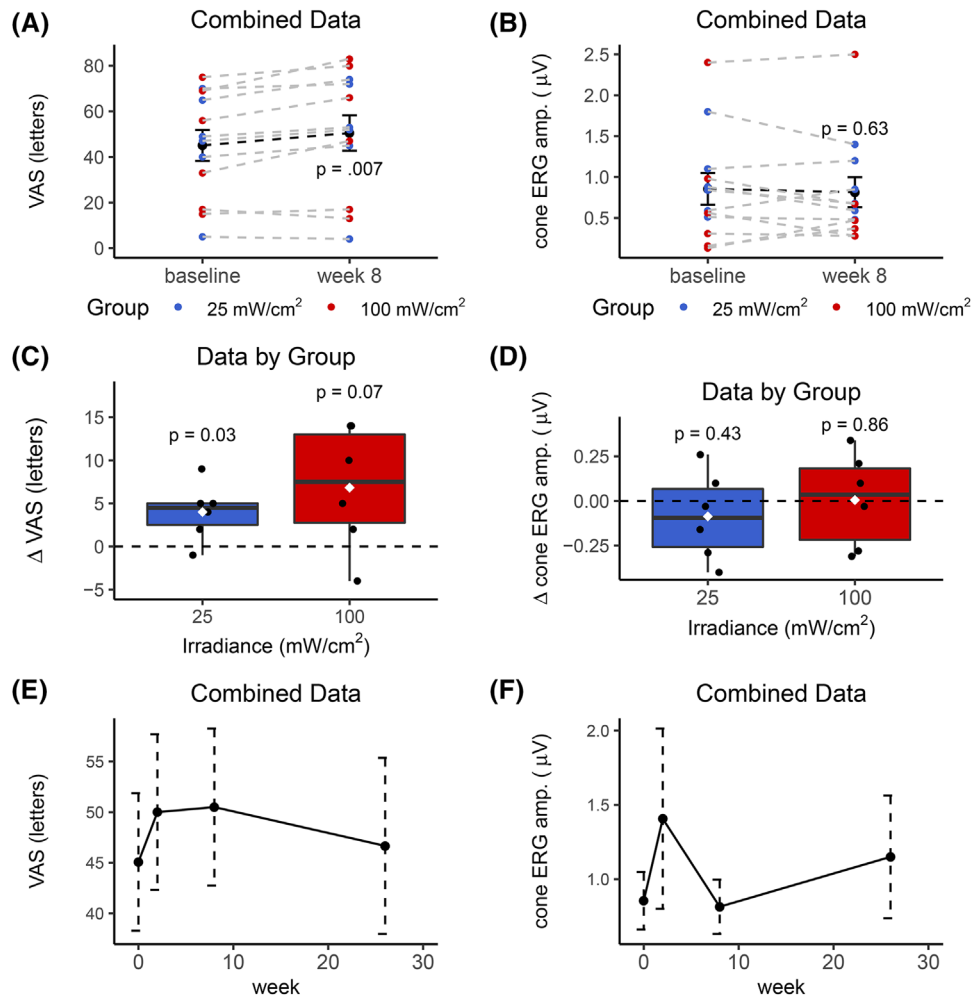 (A)
Combined Data
VAS (letters)
80
60
40
20
0
p = .007
baseline
week 8
Group
25 mW/cm²
100 mW/cm²
(B)
Combined Data
cone ERG amp. ( μV)
2.5
2.0
1.5
1.0
0.5
p = 0.63
baseline
week 8
Group
25 mW/cm²
100 mW/cm²
(C)
Data by Group
Δ VAS (letters)
15
10
5
0
−5
p = 0.03
p = 0.07
25
100
Irradiance (mW/cm²)
(D)
Data by Group
Δ cone ERG amp. ( μV)
0.25
0.00
−0.25
p = 0.43
p = 0.86
25
100
Irradiance (mW/cm²)
(E)
Combined Data
VAS (letters)
55
50
45
40
0
10
20
30
week
(F)
Combined Data
cone ERG amp. ( μV)
2.0
1.5
1.0
0
10
20
30
week